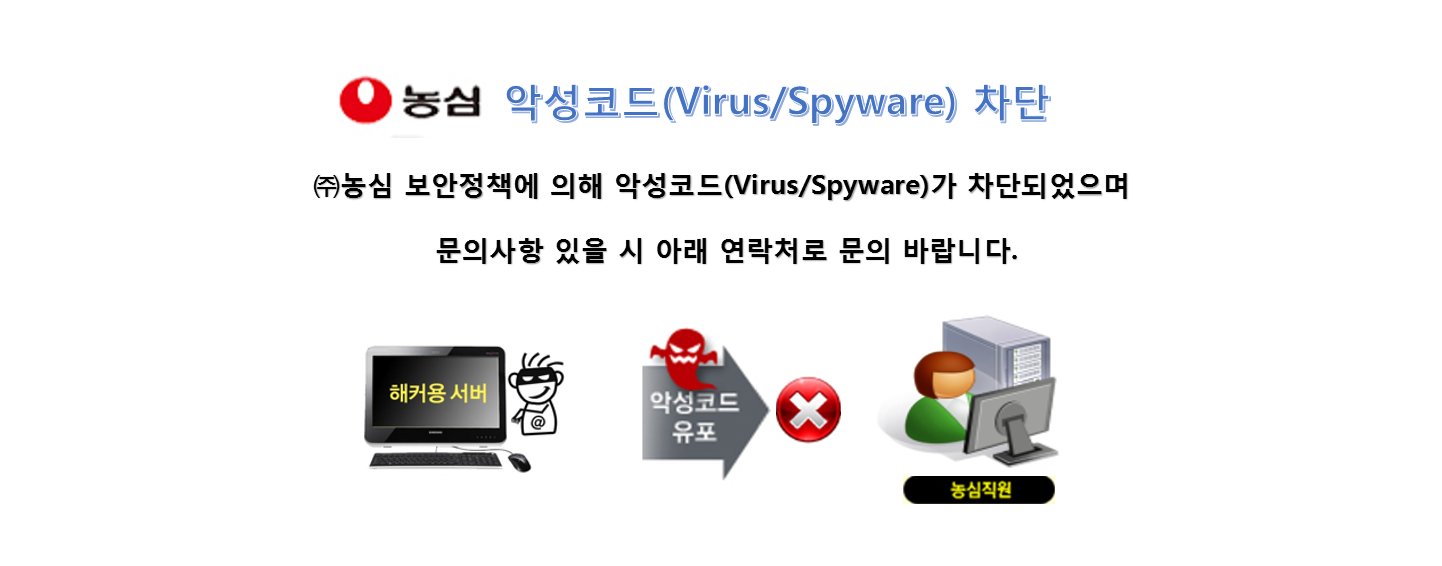 농심 악성코드(Virus/Spyware) 차단
㈜농심 보안정책에 의해 악성코드(Virus/Spyware)가 차단되었으며
문의사항 있을 시 아래 연락처로 문의 바랍니다.
해커용 서버
@
악성코드
유포
농심직원